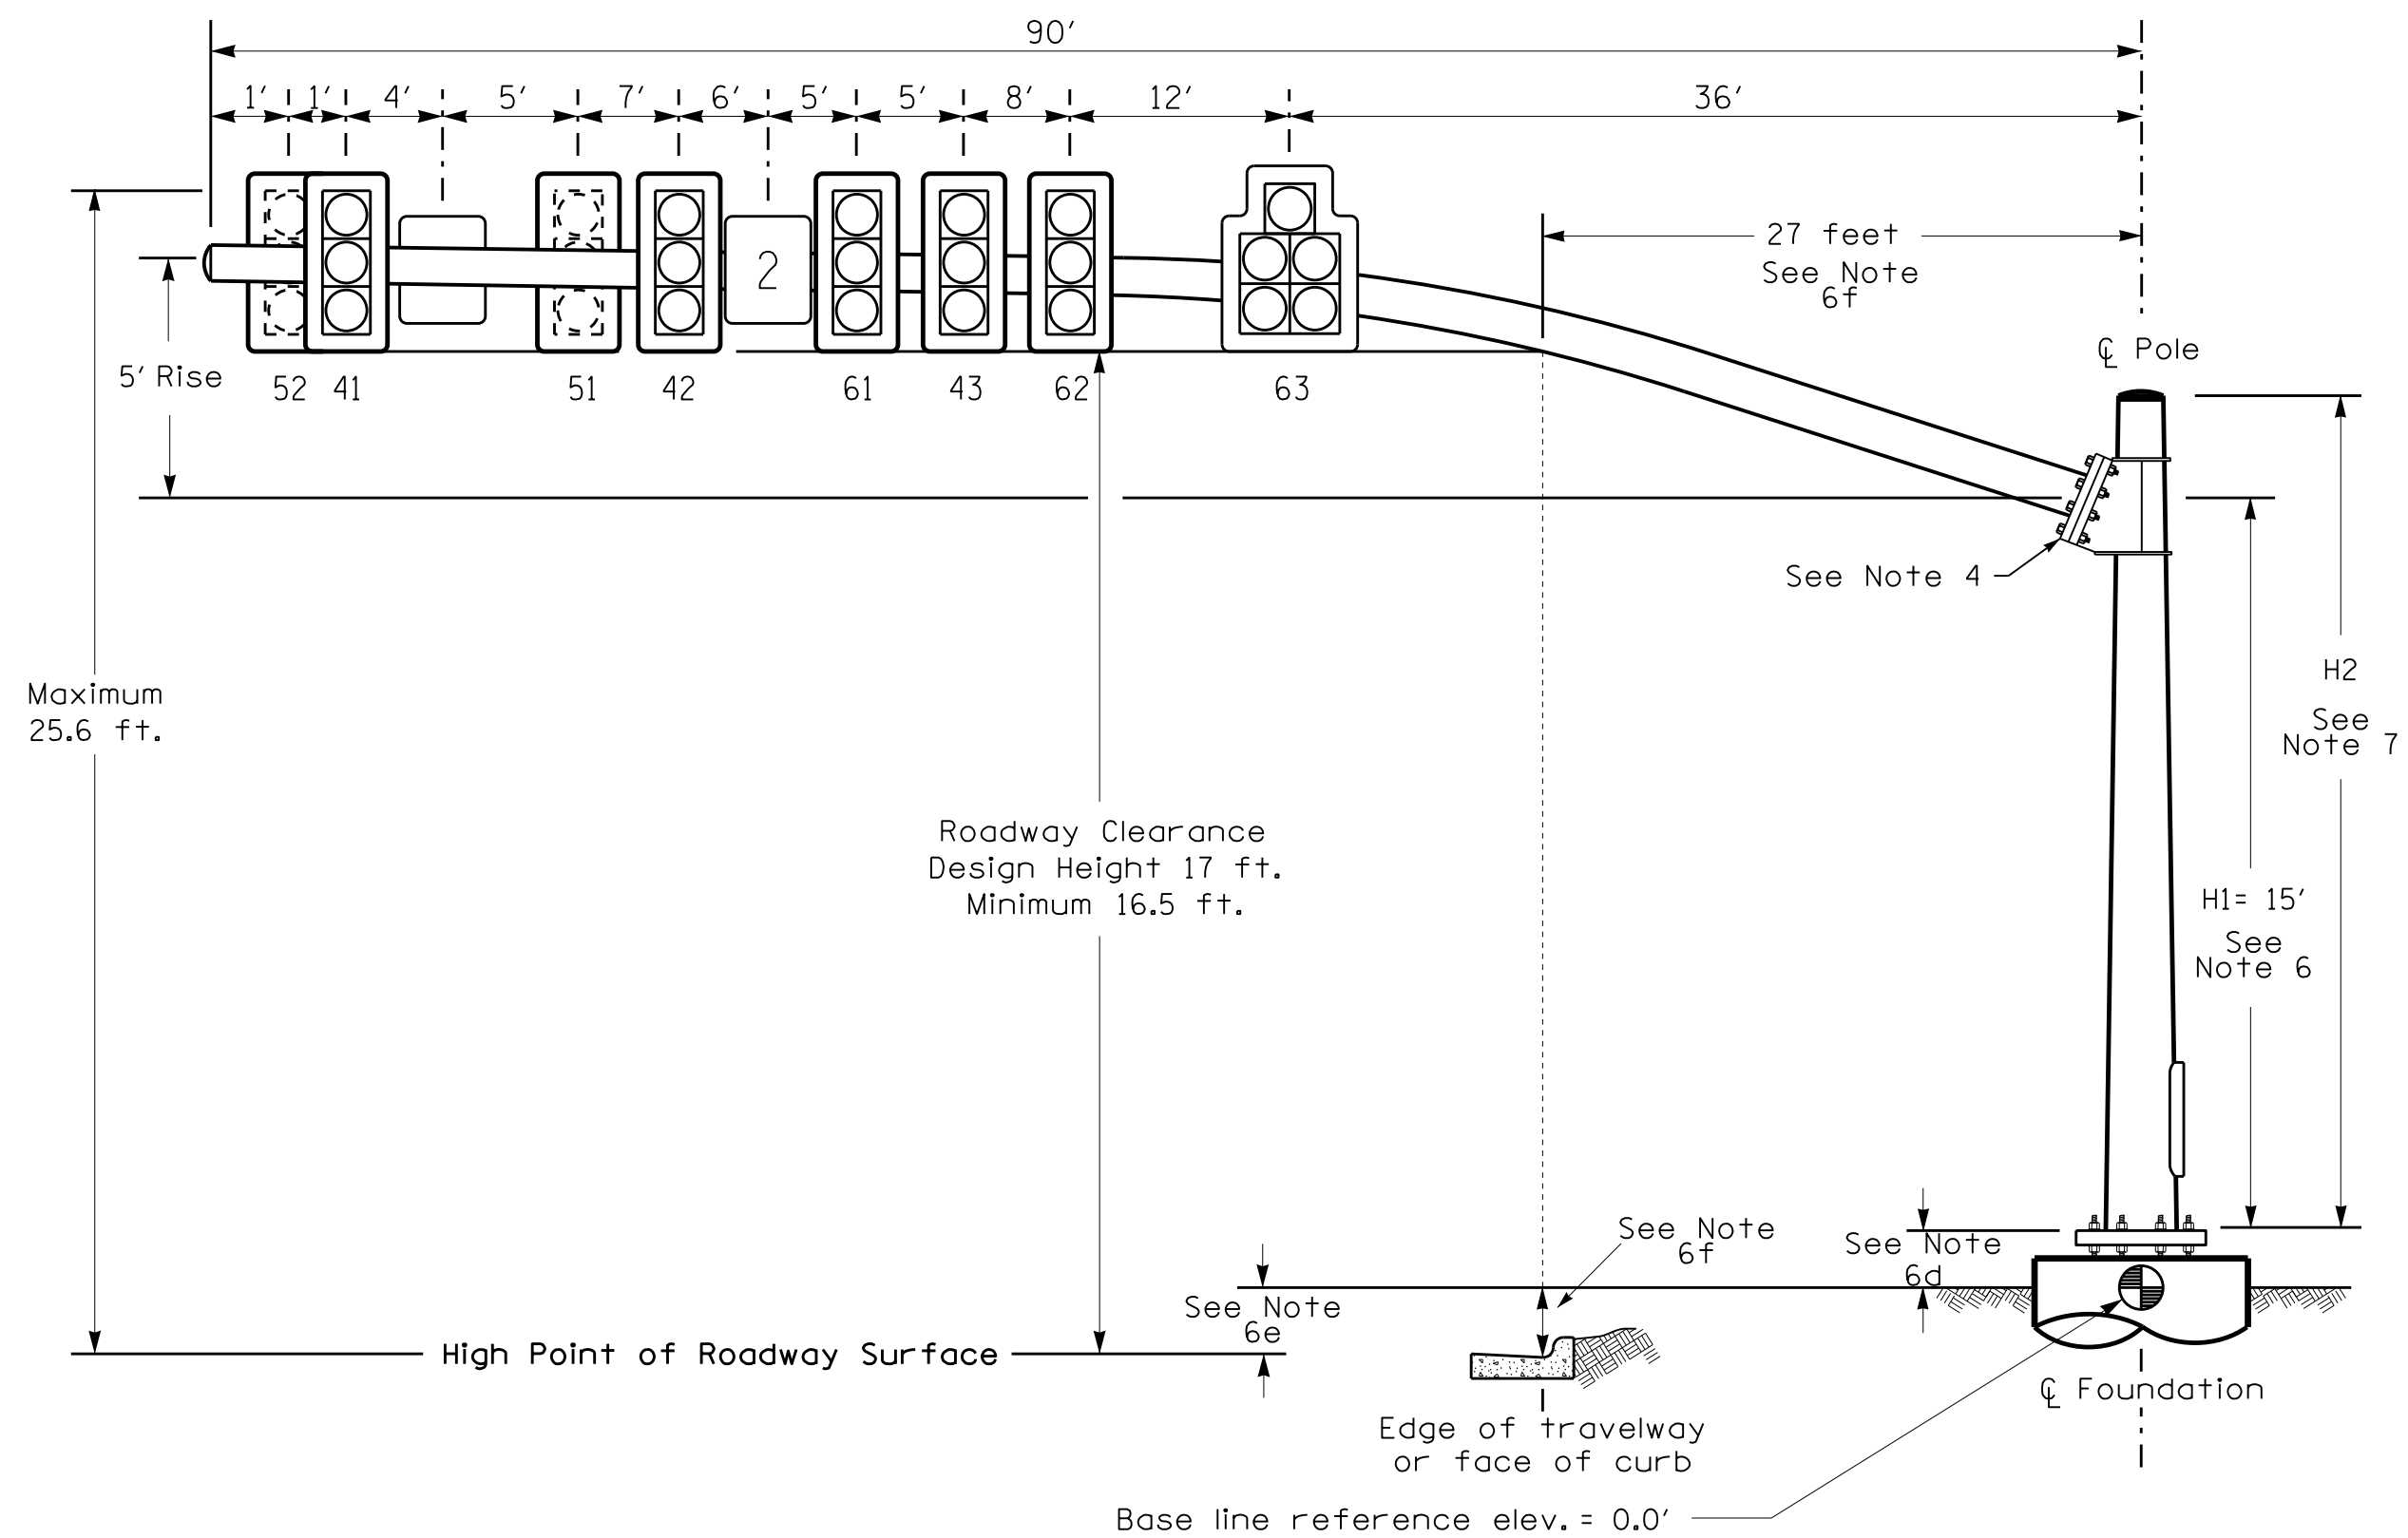 90'
1' 1' 4' 5' 7' 6' 5' 5' 8' 12' 36'
2
27 feet
See Note
6f
℄ Pole
5' Rise
52 41 51 42 61 43 62 63
See Note 4
Maximum
25.6 ft.
H2
See
Note 7
Roadway Clearance
Design Height 17 ft.
Minimum 16.5 ft.
H1= 15'
See
Note 6
See Note
6f
See Note
6d
See Note
6e
High Point of Roadway Surface
℄ Foundation
Edge of travelway
or face of curb
Base line reference elev. = 0.0'